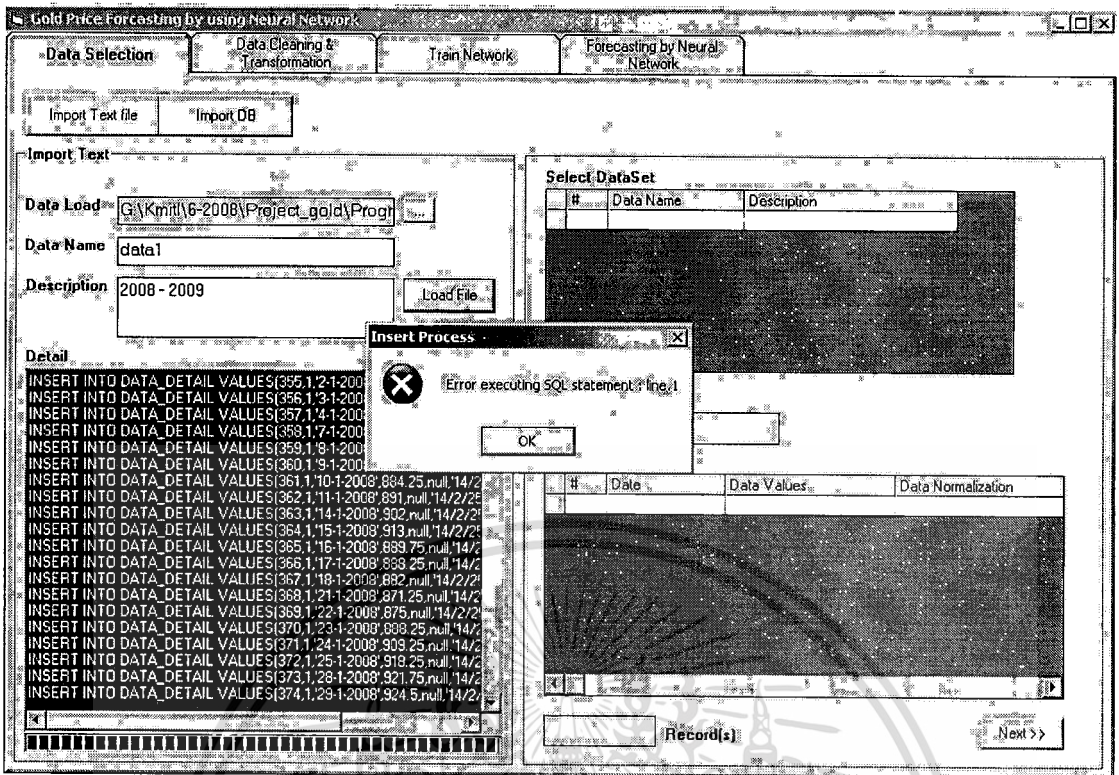 Gold Price Forcasting by using Neural Network
Data Selection
Data Cleaning &
Transformation
Train Network
Forecasting by Neural
Network
Import Text file
Import DB
Import Text
Data Load
G:\Kmitl\6-2008\Project_gold\Progr
...
Data Name
data1
Description
2008 - 2009
Load File
Detail
INSERT INTO DATA_DETAIL VALUES(355,1,'2-1-200
INSERT INTO DATA_DETAIL VALUES(356,1,'3-1-200
INSERT INTO DATA_DETAIL VALUES(357,1,'4-1-200
INSERT INTO DATA_DETAIL VALUES(358,1,'7-1-200
INSERT INTO DATA_DETAIL VALUES(359,1,'8-1-200
INSERT INTO DATA_DETAIL VALUES(360,1,'9-1-200
INSERT INTO DATA_DETAIL VALUES(361,1,'10-1-2008',884.25,null,'14/2
INSERT INTO DATA_DETAIL VALUES(362,1,'11-1-2008',891,null,'14/2/25
INSERT INTO DATA_DETAIL VALUES(363,1,'14-1-2008',902,null,'14/2/25
INSERT INTO DATA_DETAIL VALUES(364,1,'15-1-2008',913,null,'14/2/25
INSERT INTO DATA_DETAIL VALUES(365,1,'16-1-2008',889.75,null,'14/2
INSERT INTO DATA_DETAIL VALUES(366,1,'17-1-2008',888.25,null,'14/2
INSERT INTO DATA_DETAIL VALUES(367,1,'18-1-2008',882,null,'14/2/25
INSERT INTO DATA_DETAIL VALUES(368,1,'21-1-2008',871.25,null,'14/2
INSERT INTO DATA_DETAIL VALUES(369,1,'22-1-2008',875,null,'14/2/25
INSERT INTO DATA_DETAIL VALUES(370,1,'23-1-2008',888.25,null,'14/2
INSERT INTO DATA_DETAIL VALUES(371,1,'24-1-2008',909.25,null,'14/2
INSERT INTO DATA_DETAIL VALUES(372,1,'25-1-2008',918.25,null,'14/2
INSERT INTO DATA_DETAIL VALUES(373,1,'28-1-2008',921.75,null,'14/2
INSERT INTO DATA_DETAIL VALUES(374,1,'29-1-2008',924.5,null,'14/2/
Insert Process
Error executing SQL statement : line,1
OK
Select DataSet
# Data Name Description
# Date Data Values Data Normalization
Record(s)
Next >>